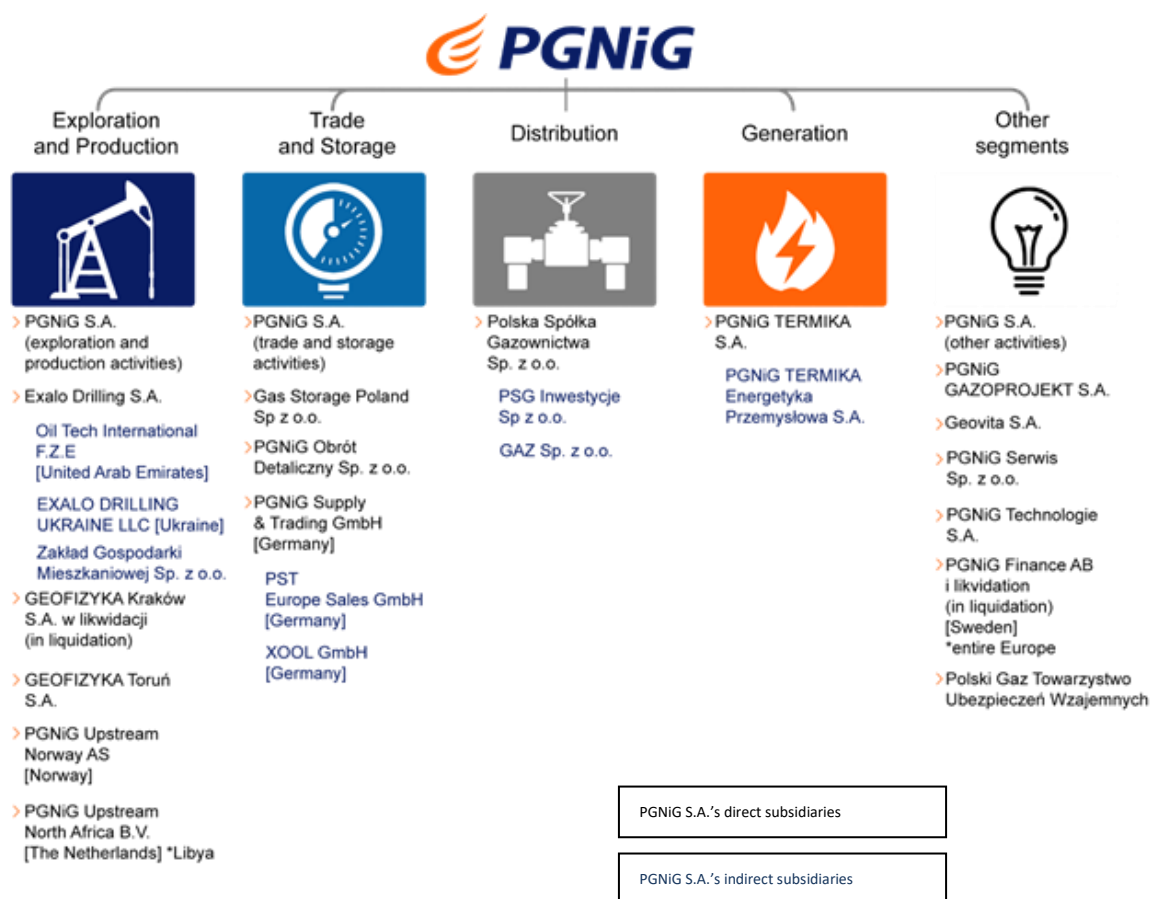 PGNiG
Exploration
and Production
Trade
and Storage
Distribution
Generation
Other
segments
PGNiG S.A.
(exploration and
production activities)
Exalo Drilling S.A.
Oil Tech International
F.Z.E
[United Arab Emirates]
EXALO DRILLING
UKRAINE LLC [Ukraine]
Zakład Gospodarki
Mieszkaniowej Sp. z o.o.
GEOFIZYKA Kraków
S.A. w likwidacji
(in liquidation)
GEOFIZYKA Toruń
S.A.
PGNiG Upstream
Norway AS
[Norway]
PGNiG Upstream
North Africa B.V.
[The Netherlands] *Libya
PGNiG S.A.
(trade and storage
activities)
Gas Storage Poland
Sp z o.o.
PGNiG Obrót
Detaliczny Sp. z o.o.
PGNiG Supply
& Trading GmbH
[Germany]
PST
Europe Sales GmbH
[Germany]
XOOL GmbH
[Germany]
Polska Spółka
Gazownictwa
Sp. z o.o.
PSG Inwestycje
Sp z o.o.
GAZ Sp. z o.o.
PGNiG TERMIKA
S.A.
PGNiG TERMIKA
Energetyka
Przemysłowa S.A.
PGNiG S.A.
(other activities)
PGNiG
GAZOPROJEKT S.A.
Geovita S.A.
PGNiG Serwis
Sp. z o.o.
PGNiG Technologie
S.A.
PGNiG Finance AB
i likvidation
(in liquidation)
[Sweden]
*entire Europe
Polski Gaz Towarzystwo
Ubezpieczeń Wzajemnych
PGNiG S.A.'s direct subsidiaries
PGNiG S.A.'s indirect subsidiaries